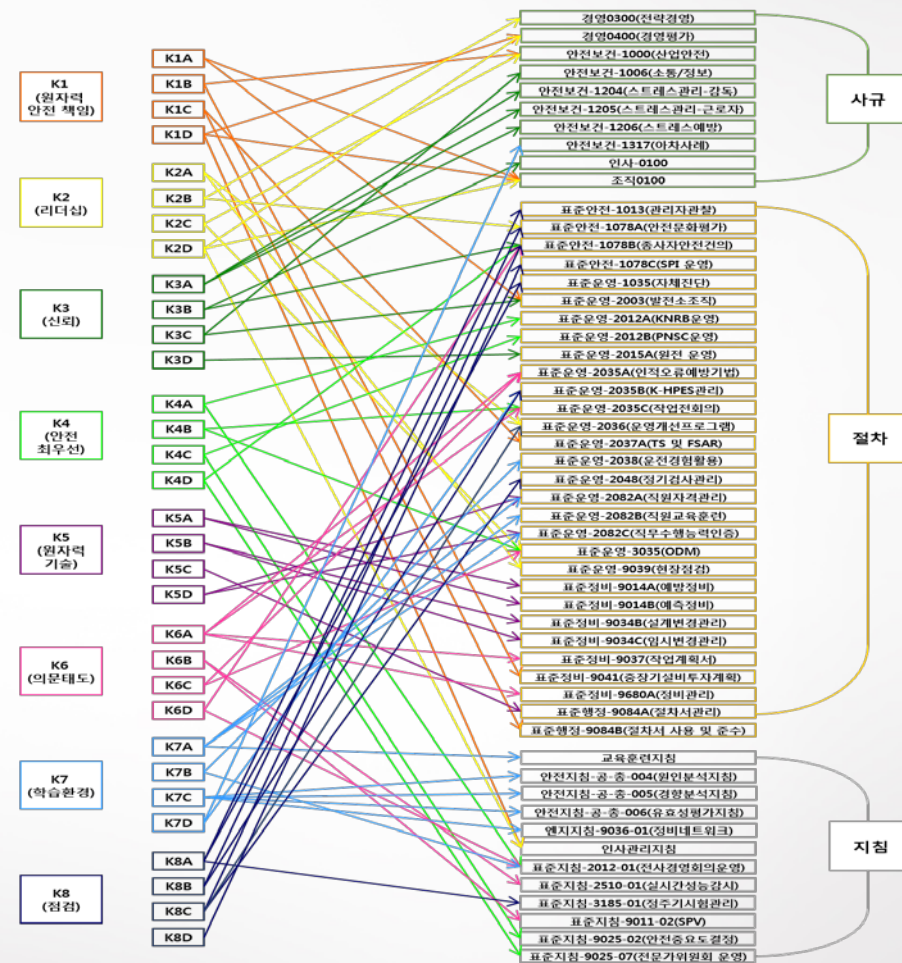 K1
(원자력
안전 책임)
K2
(리더십)
K3
(신뢰)
K4
(안전
최우선)
K5
(원자력
기술)
K6
(의문태도)
K7
(학습환경)
K8
(점검)
K1A
K1B
K1C
K1D
K2A
K2B
K2C
K2D
K3A
K3B
K3C
K3D
K4A
K4B
K4C
K4D
K5A
K5B
K5C
K5D
K6A
K6B
K6C
K6D
K7A
K7B
K7C
K7D
K8A
K8B
K8C
K8D
경영0300(전략경영)
경영0400(경영평가)
안전보건-1000(산업안전)
안전보건-1006(소통/정보)
안전보건-1204(스트레스관리-감독)
안전보건-1205(스트레스관리-근로자)
안전보건-1206(스트레스예방)
안전보건-1317(아차사례)
인사-0100
조직0100
표준안전-1013(관리자관찰)
표준안전-1078A(안전문화평가)
표준안전-1078B(종사자안전건의)
표준안전-1078C(SPI 운영)
표준운영-1035(자체진단)
표준운영-2003(발전소조직)
표준운영-2012A(KNRB운영)
표준운영-2012B(PNSC운영)
표준운영-2015A(원전 운영)
표준운영-2035A(인적오류예방기법)
표준운영-2035B(K-HPES관리)
표준운영-2035C(작업전회의)
표준운영-2036(운영개선프로그램)
표준운영-2037A(TS 및 FSAR)
표준운영-2038(운전경험활용)
표준운영-2048(정기검사관리)
표준운영-2082A(직원자격관리)
표준운영-2082B(직원교육훈련)
표준운영-2082C(직무수행능력인증)
표준운영-3035(ODM)
표준운영-9039(현장점검)
표준정비-9014A(예방정비)
표준정비-9014B(예측정비)
표준정비-9034B(설계변경관리)
표준정비-9034C(임시변경관리)
표준정비-9037(작업계획서)
표준정비-9041(중장기설비투자계획)
표준정비-9680A(정비관리)
표준행정-9084A(절차서관리)
표준행정-9084B(절차서 사용 및 준수)
교육훈련지침
안전지침-공-종-004(원인분석지침)
안전지침-공-종-005(경향분석지침)
안전지침-공-종-006(유효성평가지침)
엔지지침-9036-01(정비네트워크)
인사관리지침
표준지침-2012-01(전사경영회의운영)
표준지침-2510-01(실시간성능감시)
표준지침-3185-01(정주기시험관리)
표준지침-9011-02(SPV)
표준지침-9025-02(안전중요도결정)
표준지침-9025-07(전문가위원회 운영)
사규
절차
지침